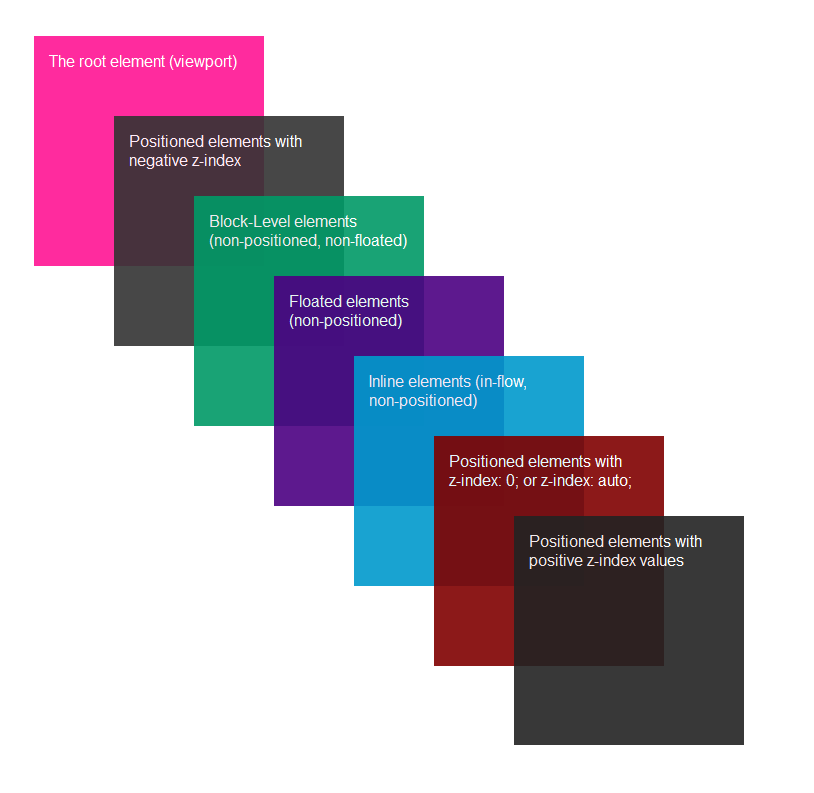 The root element (viewport)
Positioned elements with
negative z-index
Block-Level elements
(non-positioned, non-floated)
Floated elements
(non-positioned)
Inline elements (in-flow,
non-positioned)
Positioned elements with
z-index: 0; or z-index: auto;
Positioned elements with
positive z-index values